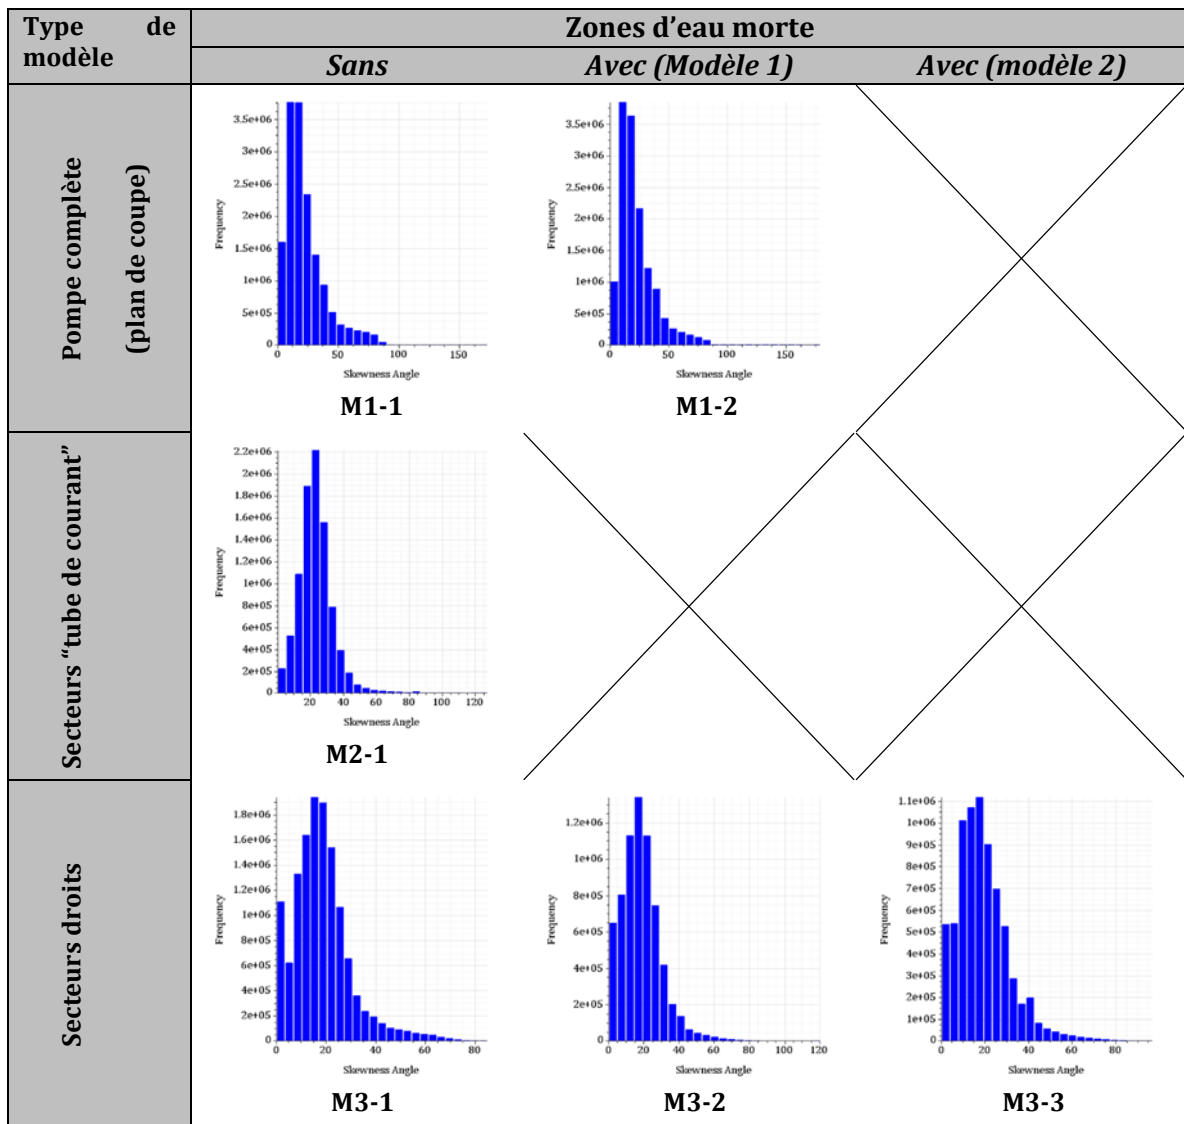 Type de
modèle
Zones d'eau morte
Sans
Avec (Modèle 1)
Avec (modèle 2)
Pompe complète
(plan de coupe)
3.5e+06
3e+06
2.5e+06
2e+06
1.5e+06
1e+06
5e+05
0
Frequency
0 50 100 150
Skewness Angle
M1-1
3.5e+06
3e+06
2.5e+06
2e+06
1.5e+06
1e+06
5e+05
0
Frequency
0 50 100 150
Skewness Angle
M1-2
Secteurs "tube de courant"
2.2e+06
2e+06
1.8e+06
1.6e+06
1.4e+06
1.2e+06
1e+06
8e+05
6e+05
4e+05
2e+05
0
Frequency
20 40 60 80 100 120
Skewness Angle
M2-1
Secteurs droits
1.8e+06
1.6e+06
1.4e+06
1.2e+06
1e+06
8e+05
6e+05
4e+05
2e+05
0
Frequency
0 20 40 60 80
Skewness Angle
M3-1
1.2e+06
1e+06
8e+05
6e+05
4e+05
2e+05
0
Frequency
0 20 40 60 80 100 120
Skewness Angle
M3-2
1.1e+06
1e+06
9e+05
8e+05
7e+05
6e+05
5e+05
4e+05
3e+05
2e+05
1e+05
0
Frequency
0 20 40 60 80
Skewness Angle
M3-3